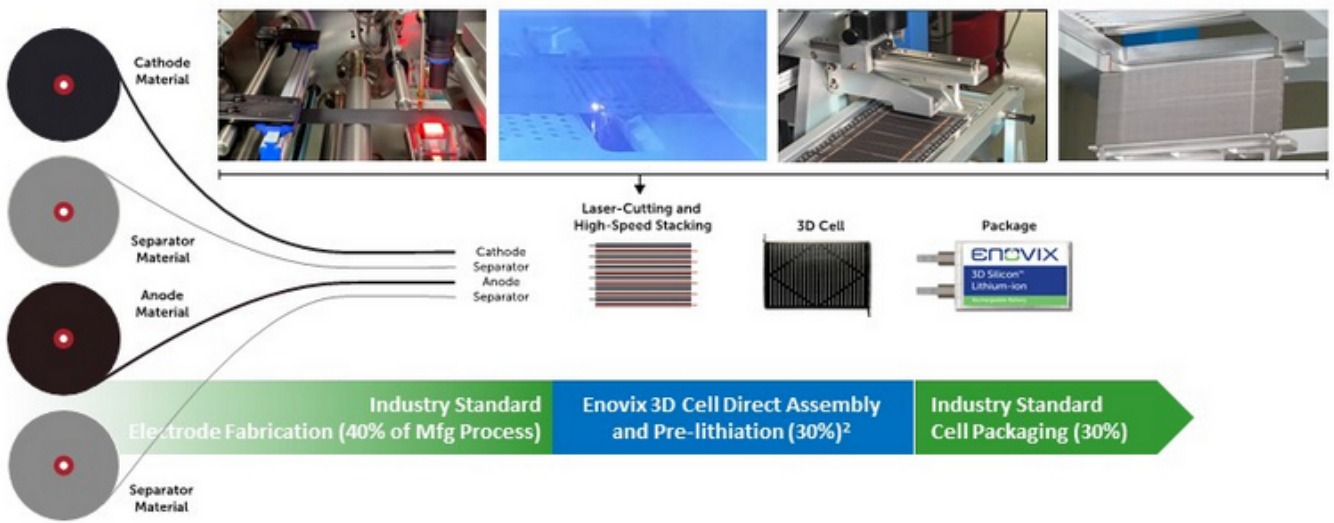 Cathode
Material
Separator
Material
Anode
Material
Separator
Material
Cathode
Separator
Anode
Separator
Laser-Cutting and
High-Speed Stacking
3D Cell
Package
ENOVIX
3D Silicon™
Lithium-ion
Rechargeable Battery
Industry Standard
Electrode Fabrication (40% of Mfg Process)
Enovix 3D Cell Direct Assembly
and Pre-lithiation (30%)²
Industry Standard
Cell Packaging (30%)